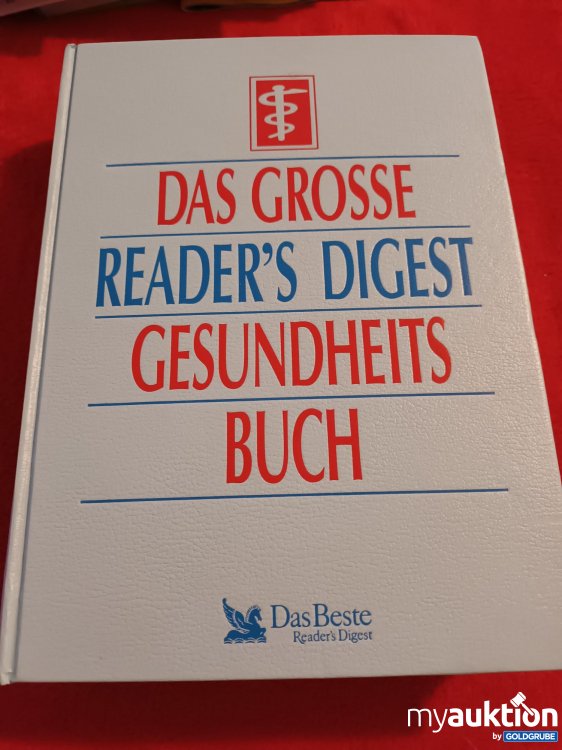 DAS GROSSE
READER'S DIGEST
GESUNDHEITS
BUCH
Das Beste
Reader's Digest
myauktion
by GOLDGRUBE